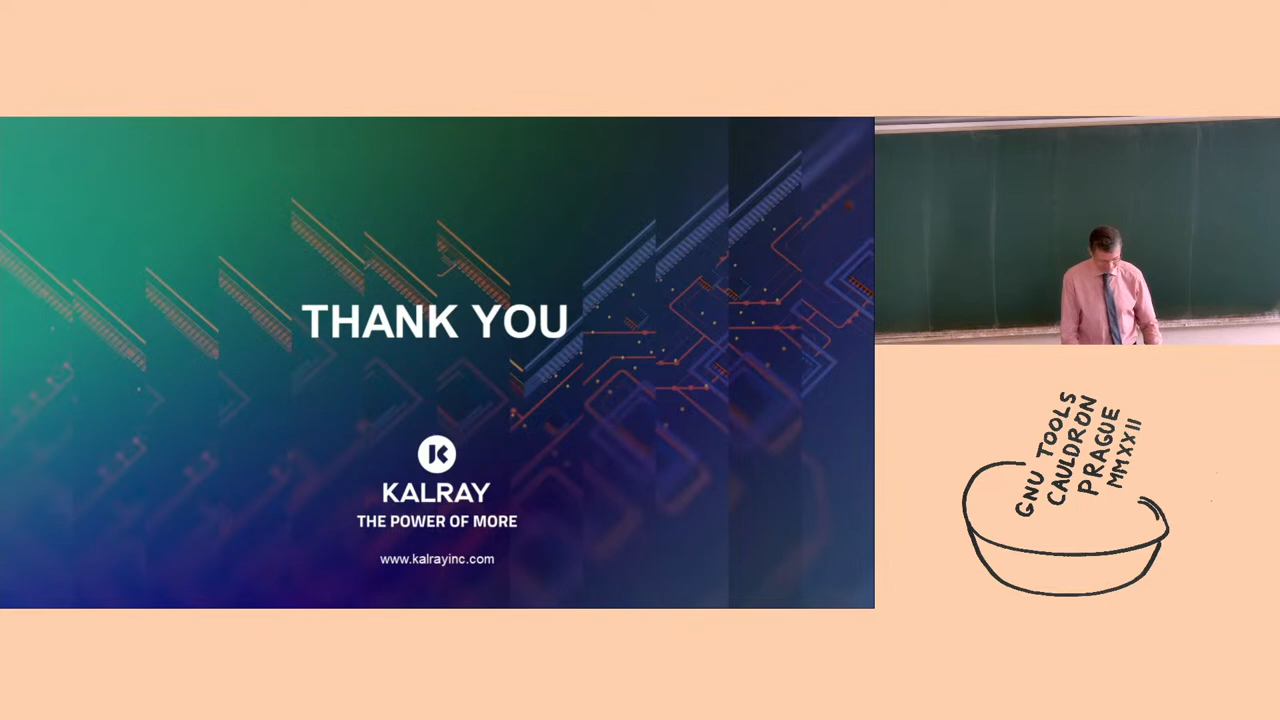 THANK YOU
KALRAY
THE POWER OF MORE
www.kalrayinc.com
GNU TOOLS
CAULDRON
PRAGUE
MMXXII